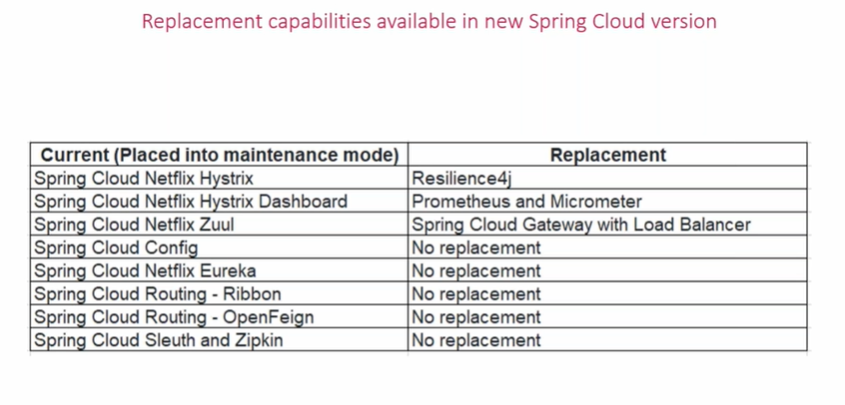 Replacement capabilities available in new Spring Cloud version
Current (Placed into maintenance mode) Replacement
Spring Cloud Netflix Hystrix Resilience4j
Spring Cloud Netflix Hystrix Dashboard Prometheus and Micrometer
Spring Cloud Netflix Zuul Spring Cloud Gateway with Load Balancer
Spring Cloud Config No replacement
Spring Cloud Netflix Eureka No replacement
Spring Cloud Routing - Ribbon No replacement
Spring Cloud Routing - OpenFeign No replacement
Spring Cloud Sleuth and Zipkin No replacement